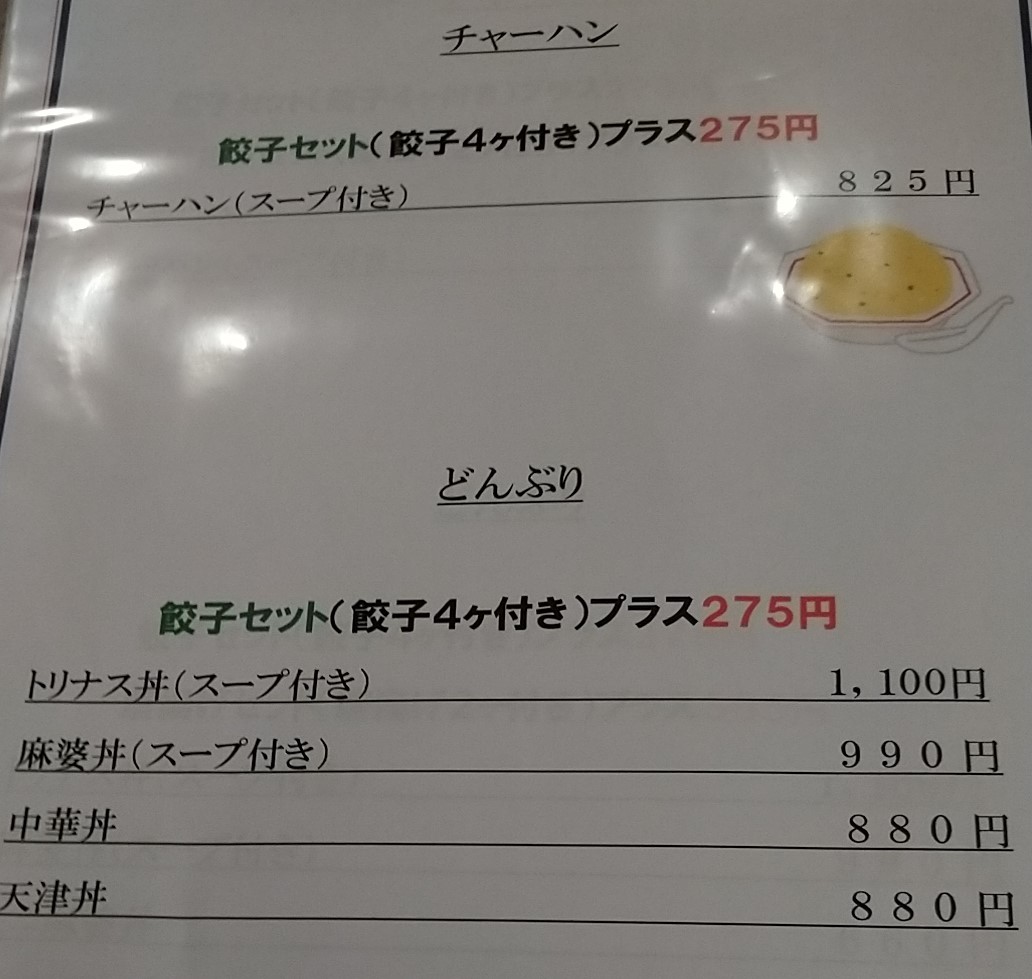 チャーハン
餃子セット(餃子4ヶ付き)プラス275円
チャーハン(スープ付き) 825円
どんぶり
餃子セット(餃子4ヶ付き)プラス275円
トリナス丼(スープ付き) 1,100円
麻婆丼(スープ付き) 990円
中華丼 880円
天津丼 880円